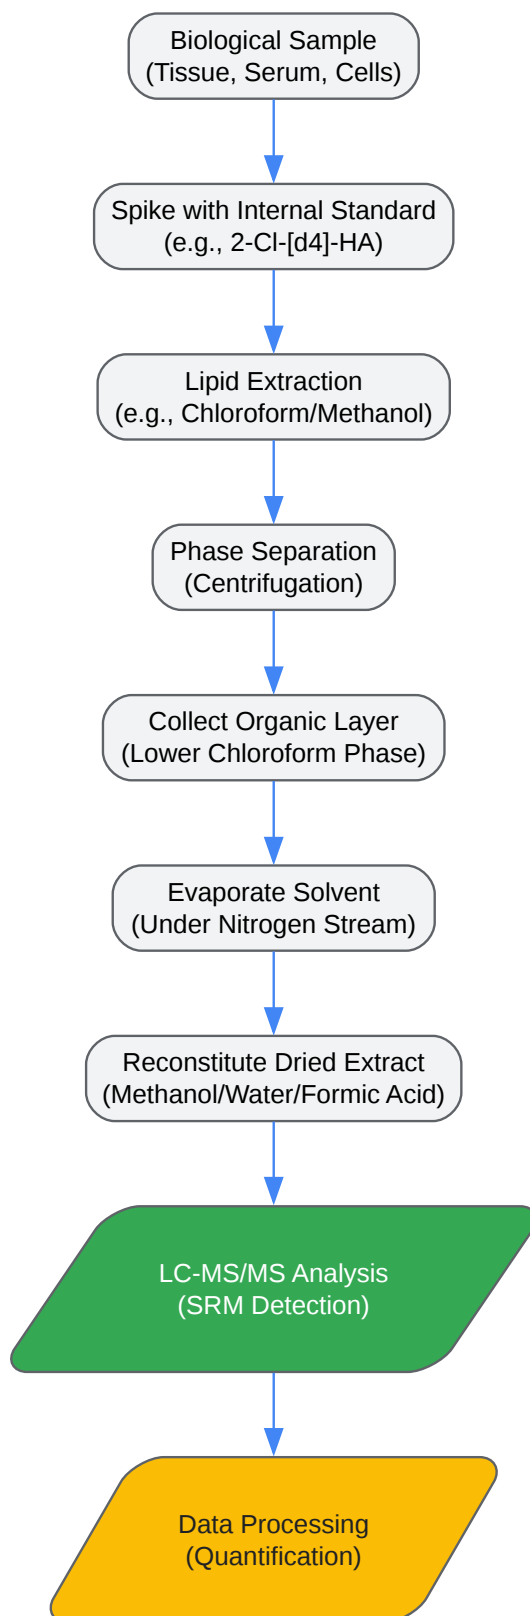 Biological Sample
(Tissue, Serum, Cells)
Spike with Internal Standard
(e.g., 2-Cl-[d4]-HA)
Lipid Extraction
(e.g., Chloroform/Methanol)
Phase Separation
(Centrifugation)
Collect Organic Layer
(Lower Chloroform Phase)
Evaporate Solvent
(Under Nitrogen Stream)
Reconstitute Dried Extract
(Methanol/Water/Formic Acid)
LC-MS/MS Analysis
(SRM Detection)
Data Processing
(Quantification)